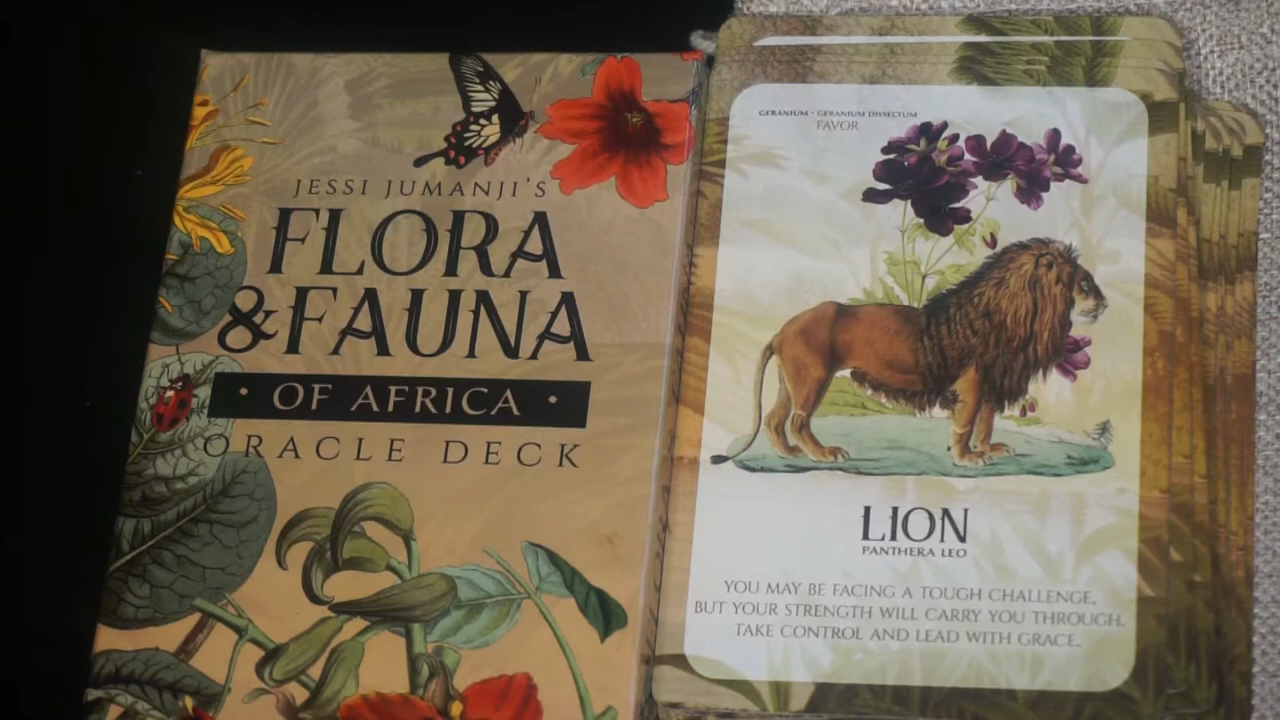 JESSI JUMANJI'S
FLORA
&FAUNA
• OF AFRICA •
ORACLE DECK
GERANIUM - GERANIUM DISSECTUM
FAVOR
LION
PANTHERA LEO
YOU MAY BE FACING A TOUGH CHALLENGE,
BUT YOUR STRENGTH WILL CARRY YOU THROUGH.
TAKE CONTROL AND LEAD WITH GRACE.